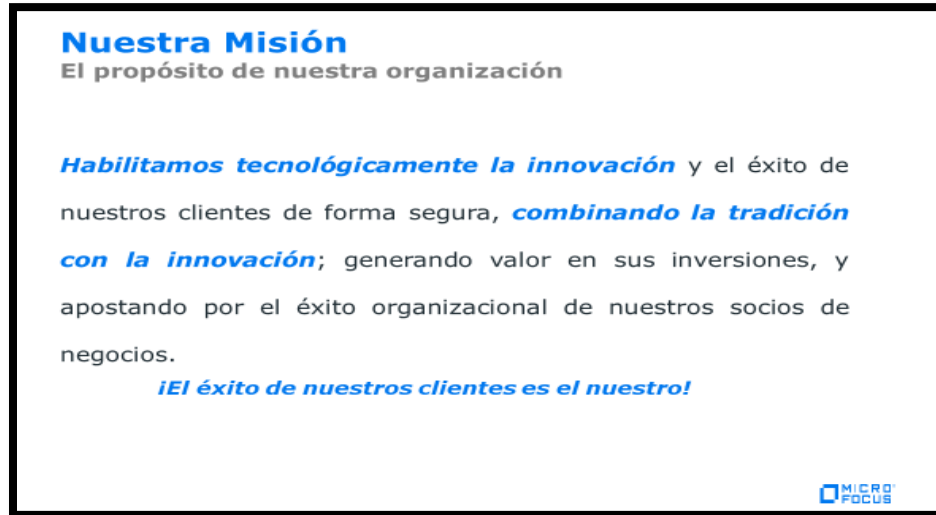 Nuestra Misión
El propósito de nuestra organización
Habilitamos tecnológicamente la innovación y el éxito de
nuestros clientes de forma segura, combinando la tradición
con la innovación; generando valor en sus inversiones, y
apostando por el éxito organizacional de nuestros socios de
negocios.
¡El éxito de nuestros clientes es el nuestro!
MICRO
FOCUS